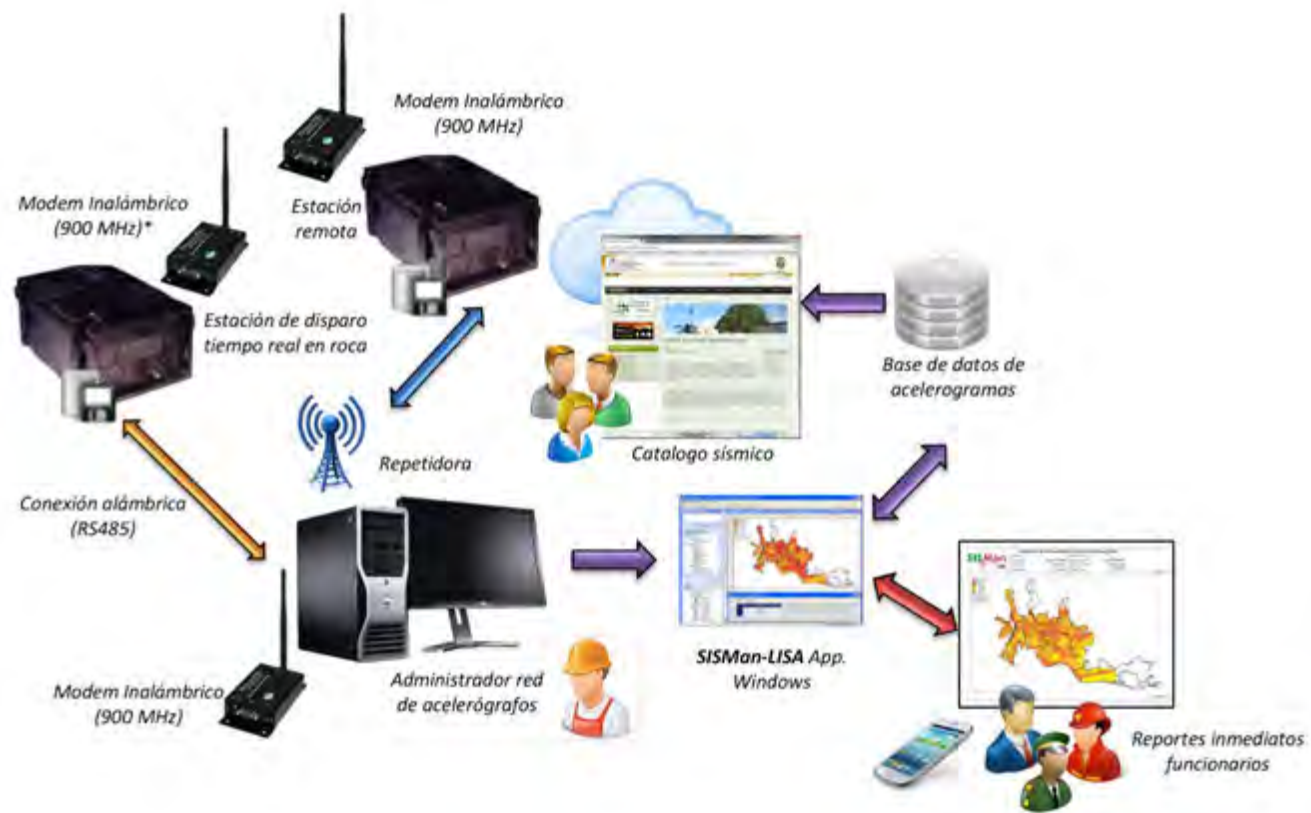 Modem Inalámbrico
(900 MHz)
Modem Inalámbrico
(900 MHz)*
Estación
remota
Estación de disparo
tiempo real en roca
Base de datos de
acelerogramas
Catalogo sísmico
Repetidora
Conexión alámbrica
(RS485)
SISMan
SISMan-LISA App.
Windows
Administrador red
de acelerógrafos
Modem Inalámbrico
(900 MHz)
Reportes inmediatos
funcionarios